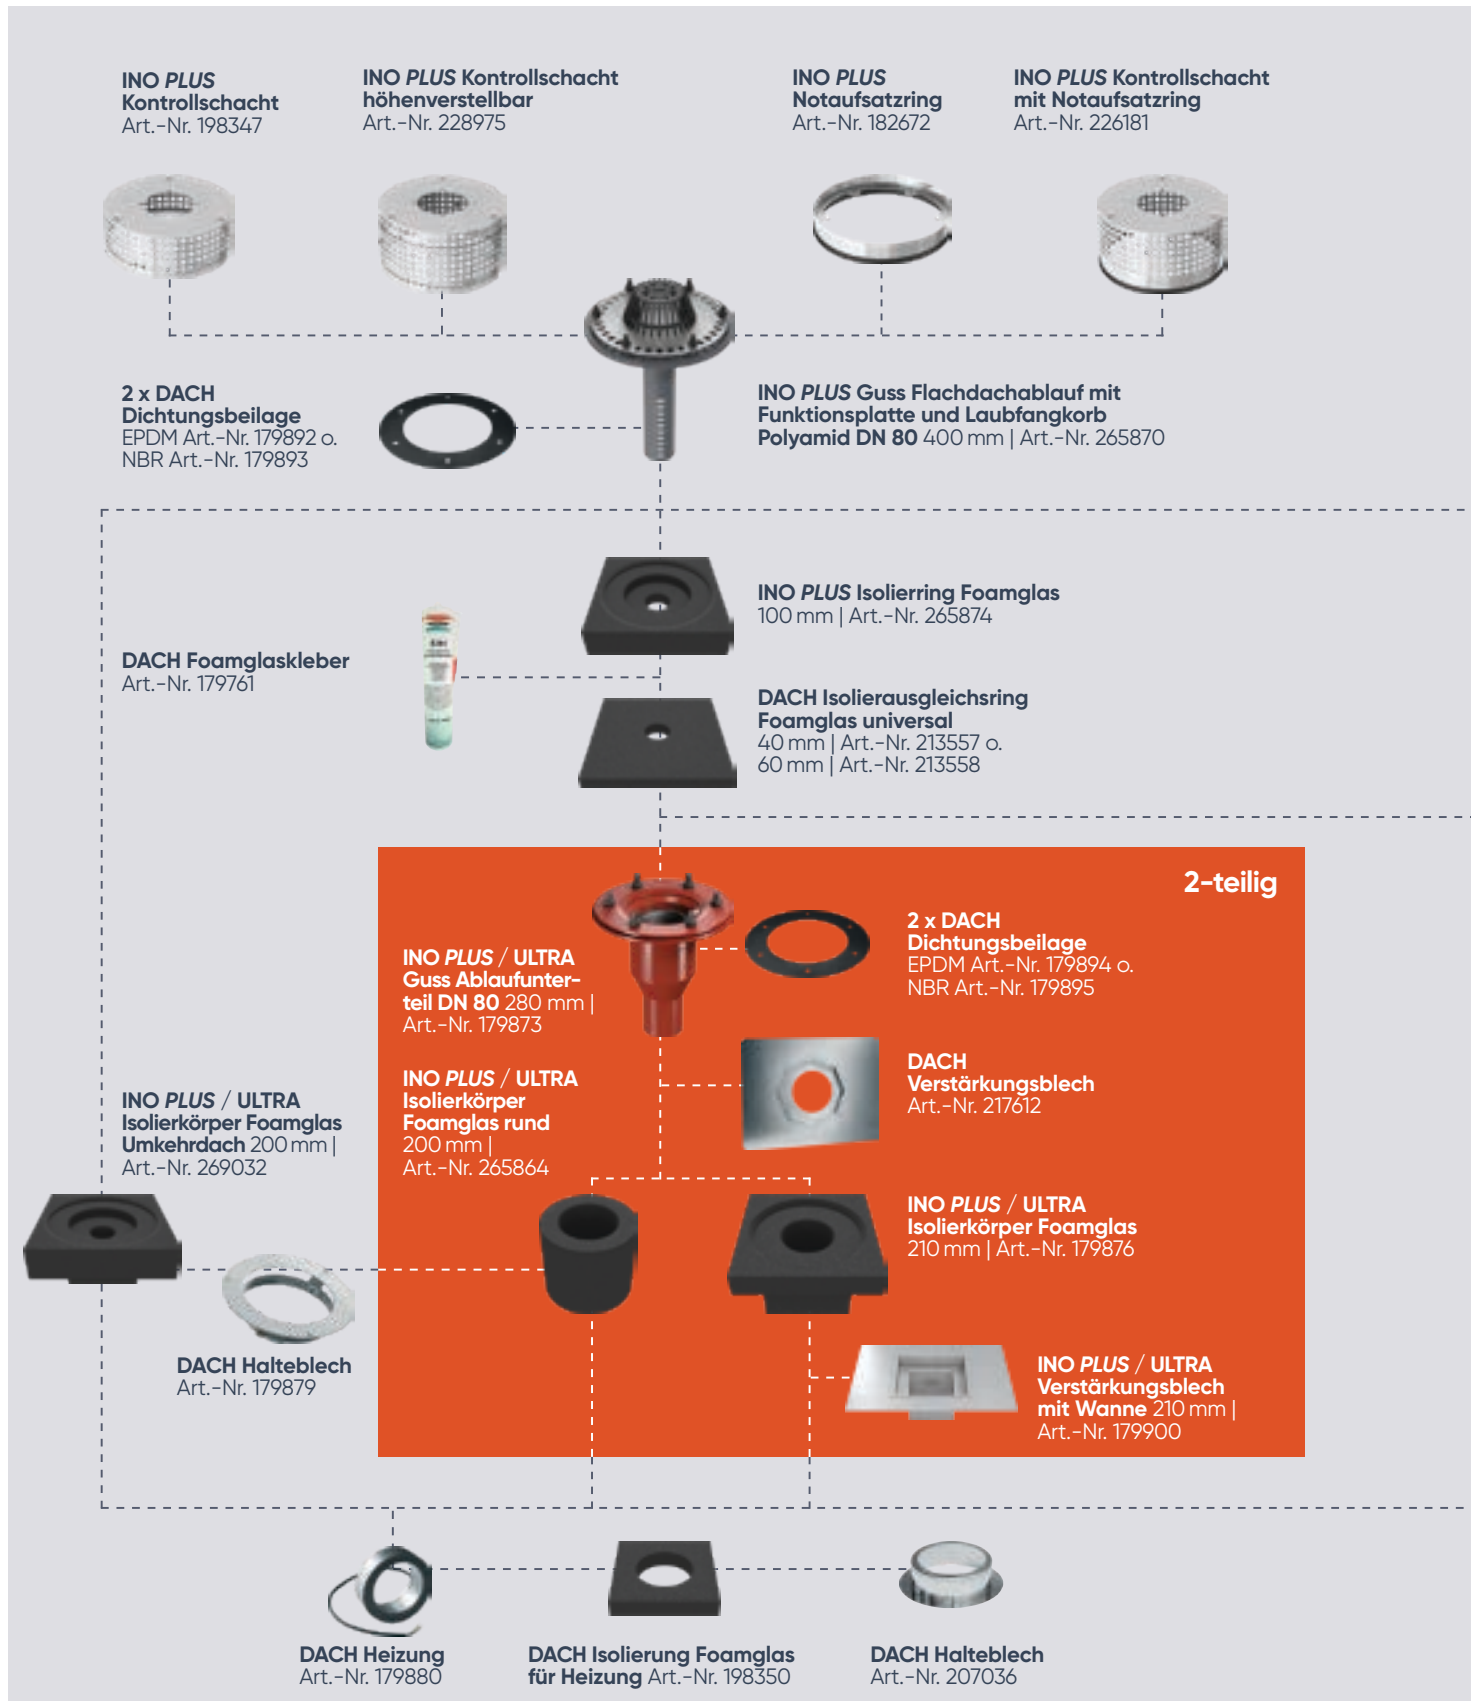 INO PLUS
Kontrollschacht
Art.-Nr. 198347
INO PLUS Kontrollschacht
höhenverstellbar
Art.-Nr. 228975
INO PLUS
Notaufsatzring
Art.-Nr. 182672
INO PLUS Kontrollschacht
mit Notaufsatzring
Art.-Nr. 226181
2 x DACH
Dichtungsbeilage
EPDM Art.-Nr. 179892 o.
NBR Art.-Nr. 179893
INO PLUS Guss Flachdachablauf mit
Funktionsplatte und Laubfangkorb
Polyamid DN 80 400 mm | Art.-Nr. 265870
INO PLUS Isolierring Foamglas
100 mm | Art.-Nr. 265874
DACH Foamglaskleber
Art.-Nr. 179761
DACH Isolierausgleichsring
Foamglas universal
40 mm | Art.-Nr. 213557 o.
60 mm | Art.-Nr. 213558
2-teilig
INO PLUS / ULTRA
Guss Ablaufunter-
teil DN 80 280 mm |
Art.-Nr. 179873
2 x DACH
Dichtungsbeilage
EPDM Art.-Nr. 179894 o.
NBR Art.-Nr. 179895
DACH
Verstärkungsblech
Art.-Nr. 217612
INO PLUS / ULTRA
Isolierkörper
Foamglas rund
200 mm |
Art.-Nr. 265864
INO PLUS / ULTRA
Isolierkörper Foamglas
Umkehrdach 200 mm |
Art.-Nr. 269032
INO PLUS / ULTRA
Isolierkörper Foamglas
210 mm | Art.-Nr. 179876
DACH Halteblech
Art.-Nr. 179879
INO PLUS / ULTRA
Verstärkungsblech
mit Wanne 210 mm |
Art.-Nr. 179900
DACH Heizung
Art.-Nr. 179880
DACH Isolierung Foamglas
für Heizung Art.-Nr. 198350
DACH Halteblech
Art.-Nr. 207036